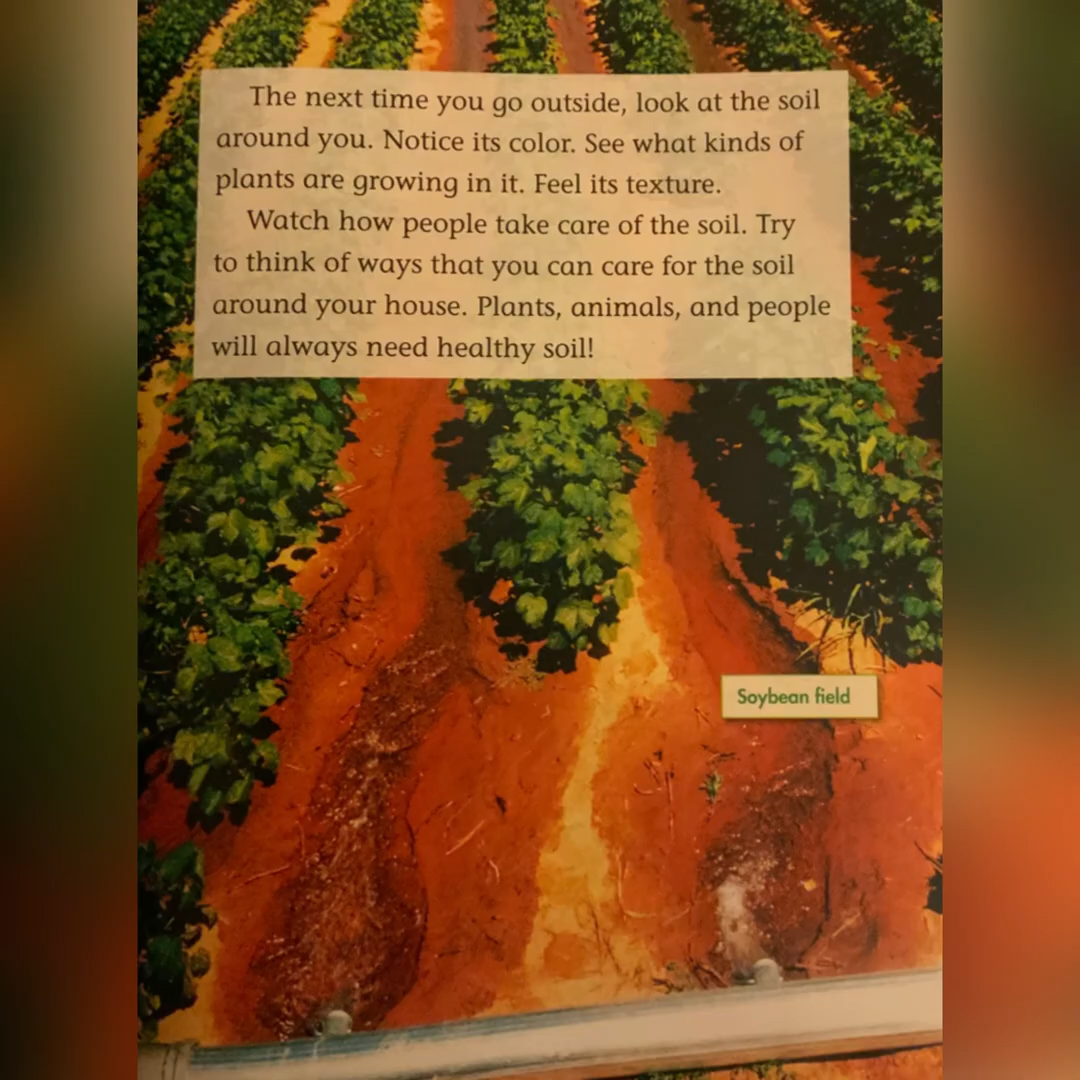 The next time you go outside, look at the soil
around you. Notice its color. See what kinds of
plants are growing in it. Feel its texture.
Watch how people take care of the soil. Try
to think of ways that you can care for the soil
around your house. Plants, animals, and people
will always need healthy soil!
Soybean field